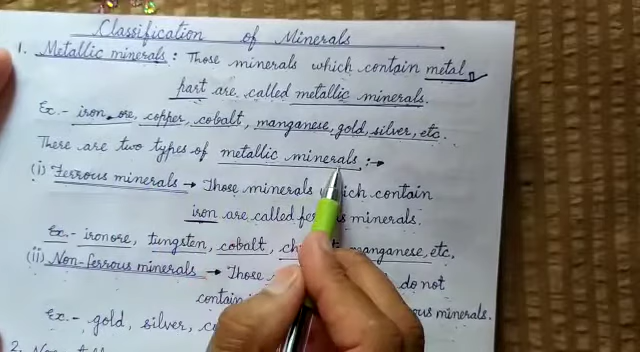 Classification of Minerals
1. Metallic minerals : Those minerals which contain metal
part are called metallic minerals.
Ex.- iron ore, copper, cobalt, manganese, gold, silver, etc.
There are two types of metallic minerals :→
(i) Ferrous minerals → Those minerals which contain
iron are called minerals.
Ex.- iron ore, tungsten, cobalt, manganese, etc.
(ii) Non-ferrous minerals → Those do not
contain minerals.
Ex.- gold, silver,
2.